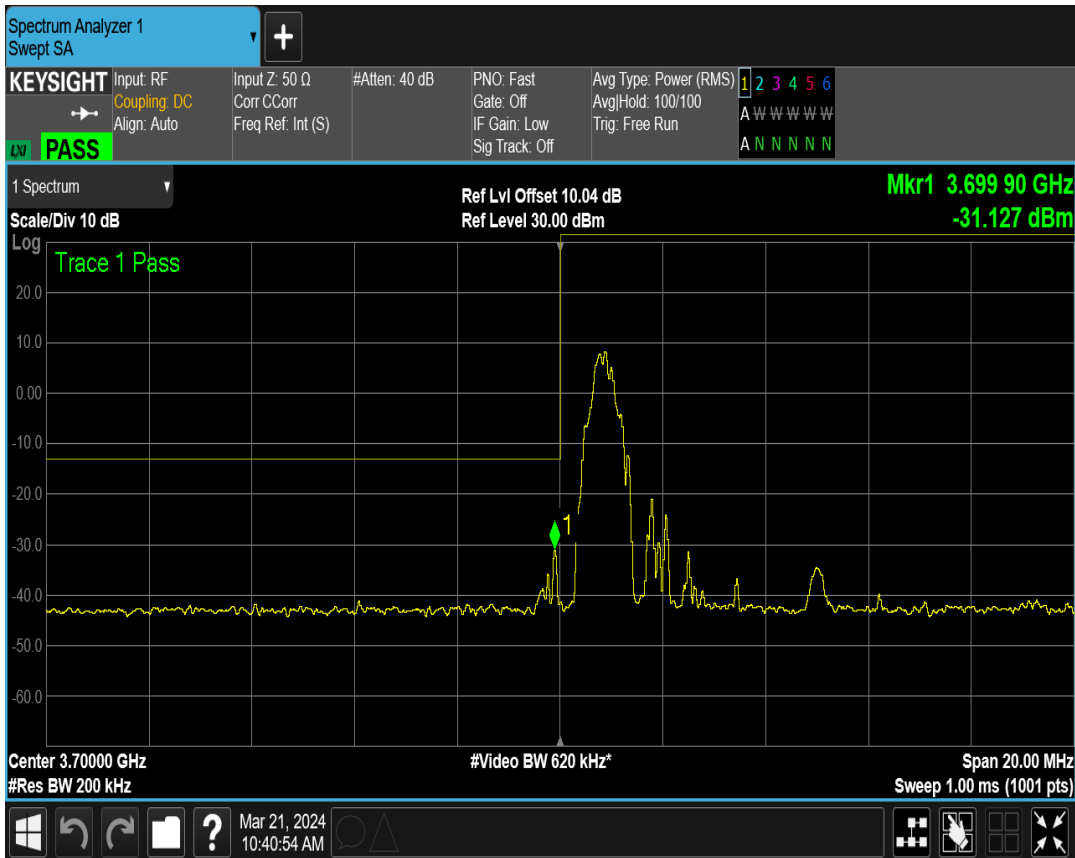 Spectrum Analyzer 1
Swept SA
+
KEYSIGHT
LXI PASS
Input: RF
Coupling: DC
Align: Auto
Input Z: 50 Ω
Corr CCorr
Freq Ref: Int (S)
#Atten: 40 dB
PNO: Fast
Gate: Off
IF Gain: Low
Sig Track: Off
Avg Type: Power (RMS)
Avg|Hold: 100/100
Trig: Free Run
1 2 3 4 5 6
A W W W W W
A N N N N N
1 Spectrum
Scale/Div 10 dB
Ref Lvl Offset 10.04 dB
Ref Level 30.00 dBm
Mkr1 3.699 90 GHz
-31.127 dBm
Log
Trace 1 Pass
20.0
10.0
0.00
-10.0
-20.0
1
-30.0
-40.0
-50.0
-60.0
Center 3.70000 GHz
#Res BW 200 kHz
#Video BW 620 kHz*
Span 20.00 MHz
Sweep 1.00 ms (1001 pts)
?
Mar 21, 2024
10:40:54 AM